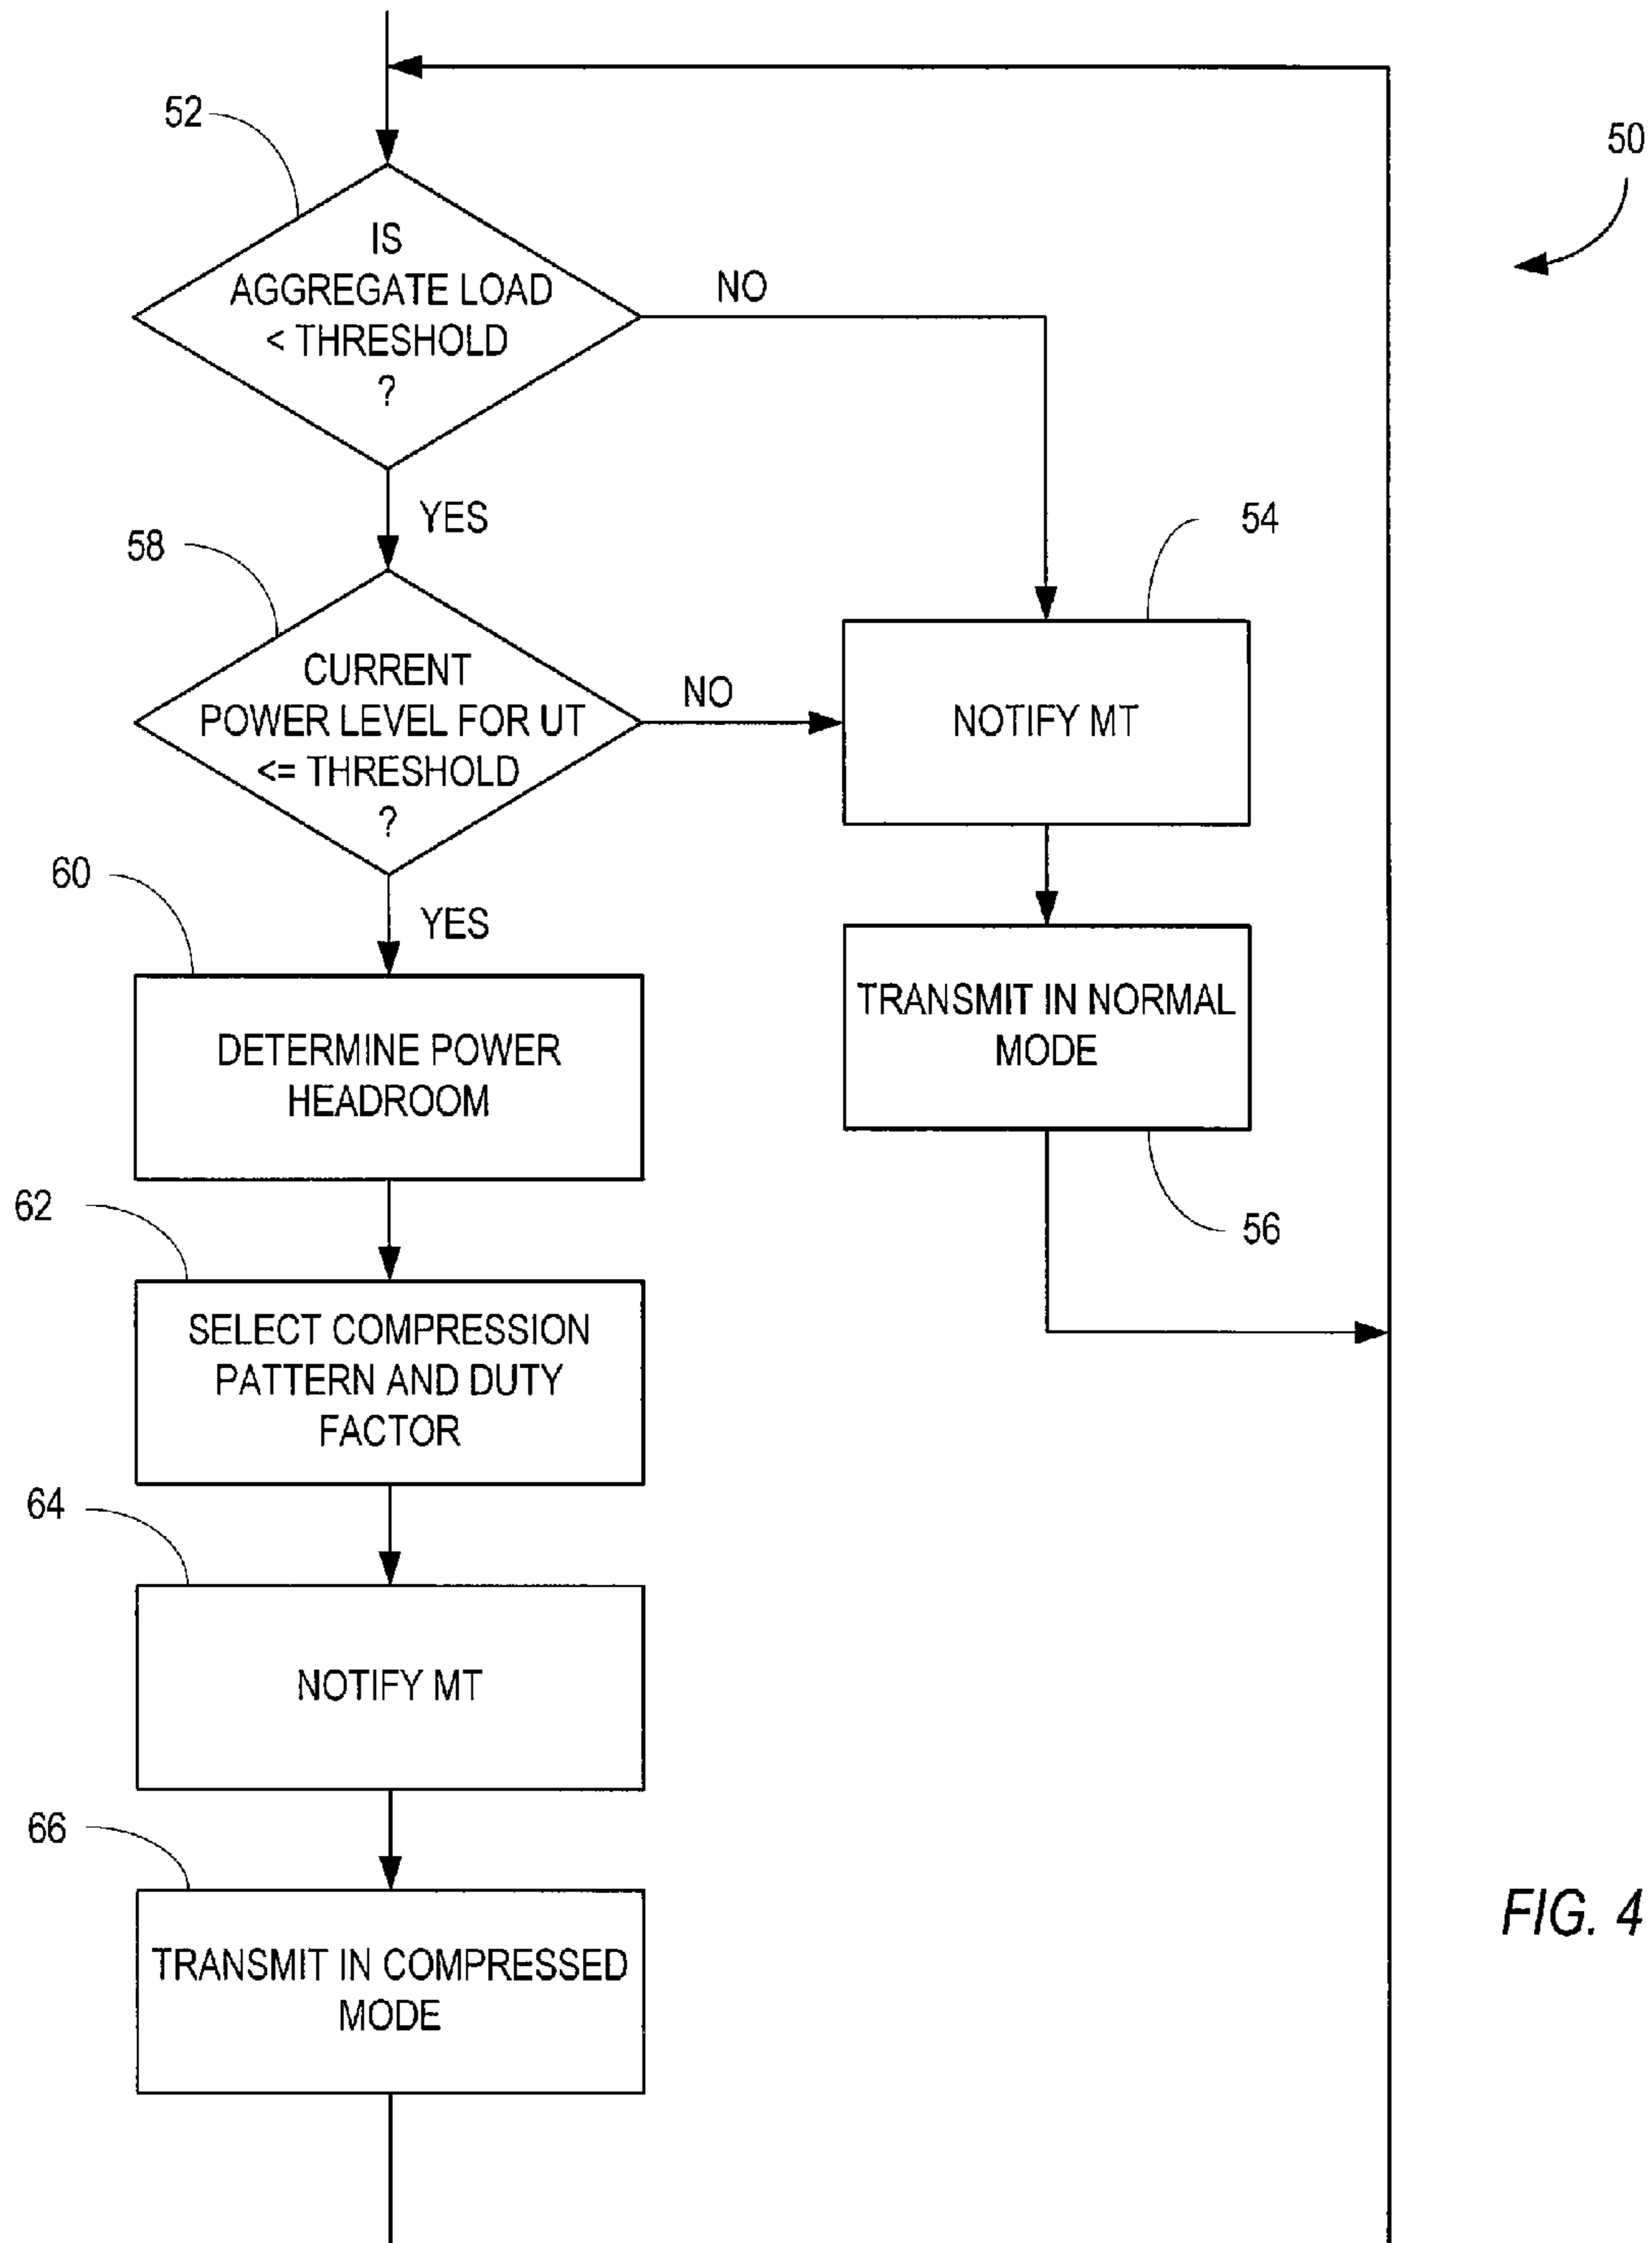 52
50
IS
AGGREGATE LOAD
< THRESHOLD
?
NO
YES
58
54
CURRENT
POWER LEVEL FOR UT
<= THRESHOLD
?
NO
NOTIFY MT
60
YES
TRANSMIT IN NORMAL
MODE
DETERMINE POWER
HEADROOM
62
56
SELECT COMPRESSION
PATTERN AND DUTY
FACTOR
64
NOTIFY MT
66
TRANSMIT IN COMPRESSED
MODE
FIG. 4